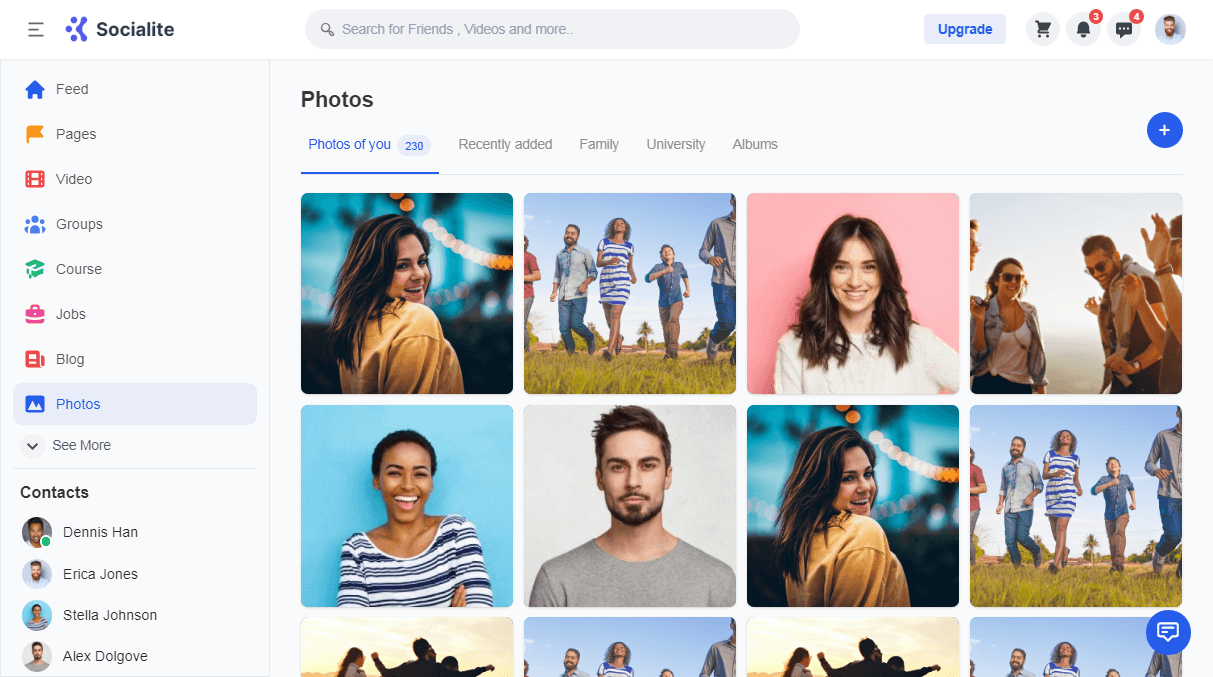 Socialite
Search for Friends , Videos and more..
Upgrade
3
4
Feed
Pages
Video
Groups
Course
Jobs
Blog
Photos
See More
Contacts
Dennis Han
Erica Jones
Stella Johnson
Alex Dolgove
Photos
Photos of you 230 Recently added Family University Albums
+